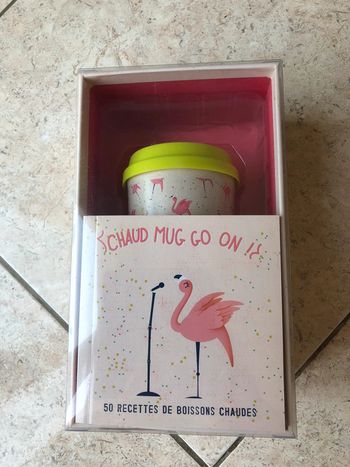 CHAUD MUG GO ON !
50 RECETTES DE BOISSONS CHAUDES